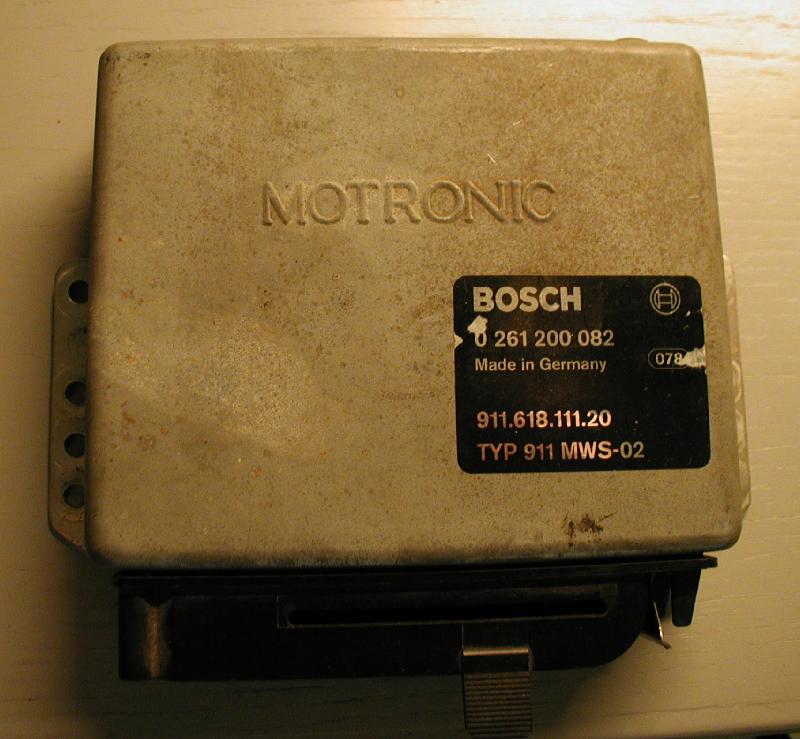 MOTRONIC
BOSCH
0 261 200 082
Made in Germany
078
911.618.111.20
TYP 911 MWS-02